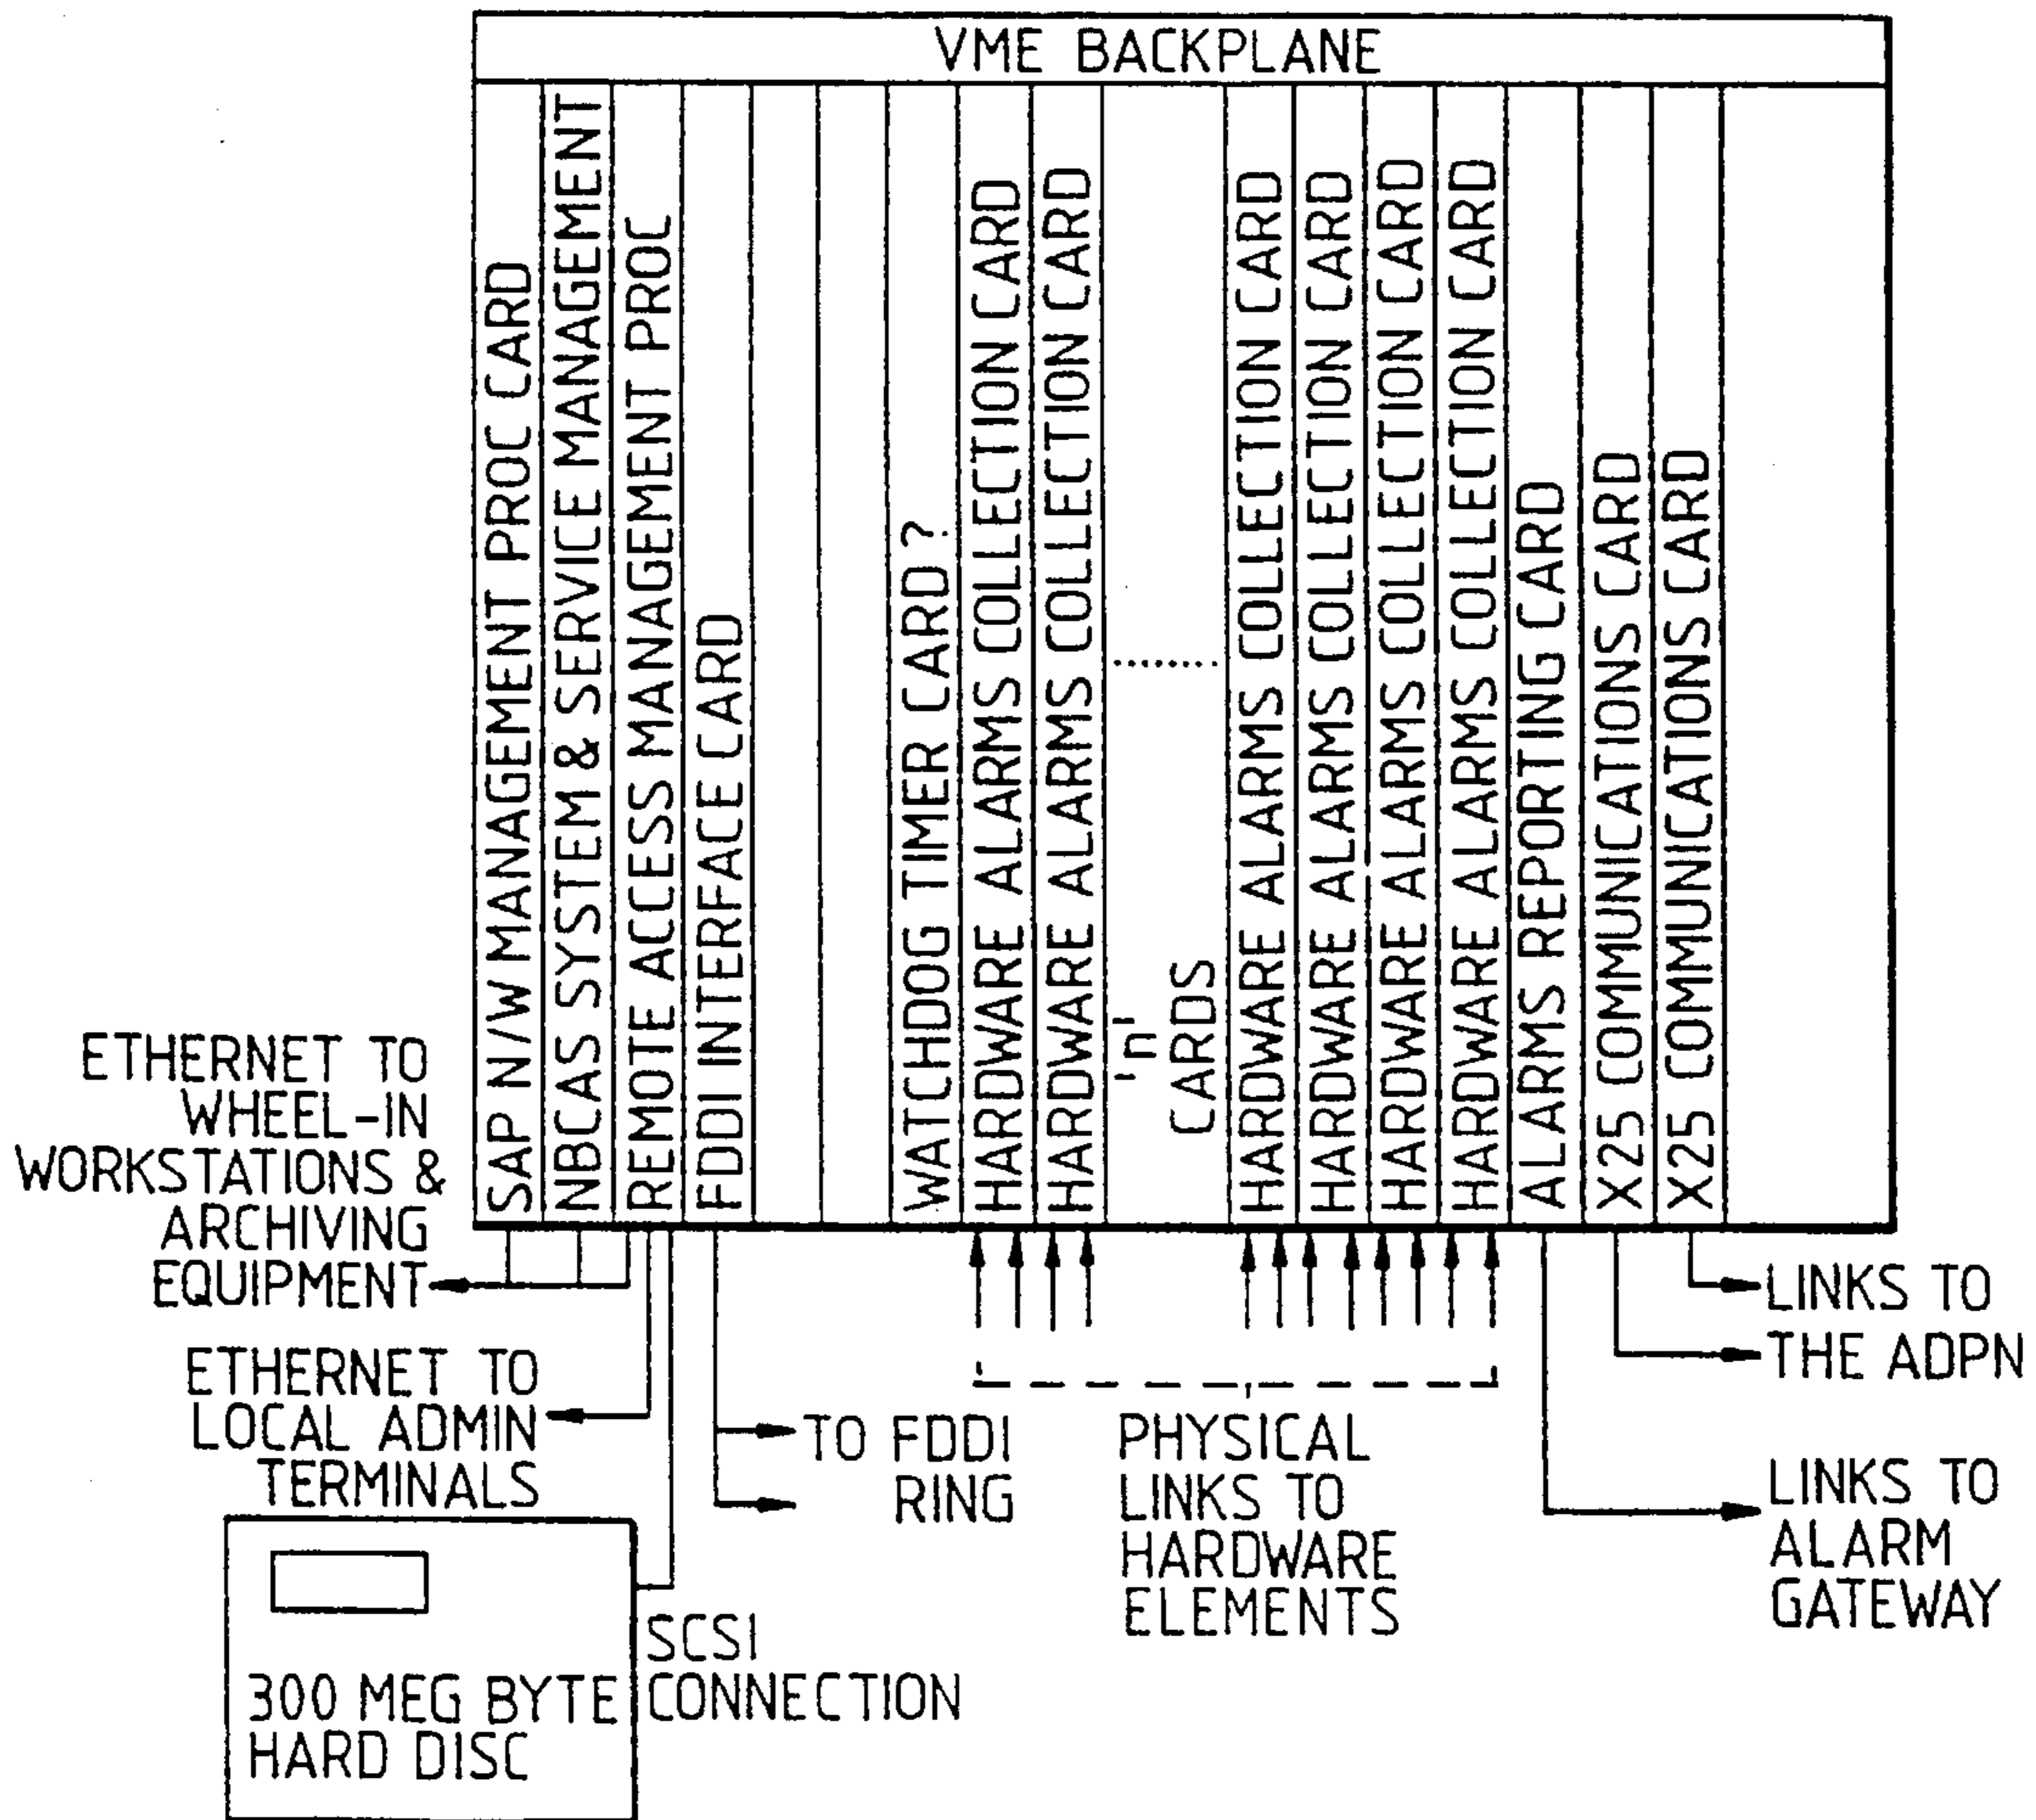 VME BACKPLANE
SAP N/W MANAGEMENT PROC CARD
NBCAS SYSTEM & SERVICE MANAGEMENT
REMOTE ACCESS MANAGEMENT PROC
FDDI INTERFACE CARD
WATCHDOG TIMER CARD?
HARDWARE ALARMS COLLECTION CARD
HARDWARE ALARMS COLLECTION CARD
'n'
CARDS
HARDWARE ALARMS COLLECTION CARD
HARDWARE ALARMS COLLECTION CARD
HARDWARE ALARMS COLLECTION CARD
HARDWARE ALARMS COLLECTION CARD
ALARMS REPORTING CARD
X25 COMMUNICATIONS CARD
X25 COMMUNICATIONS CARD
ETHERNET TO
WHEEL-IN
WORKSTATIONS &
ARCHIVING
EQUIPMENT
ETHERNET TO
LOCAL ADMIN
TERMINALS
300 MEG BYTE
HARD DISC
SCSI
CONNECTION
TO FDDI
RING
PHYSICAL
LINKS TO
HARDWARE
ELEMENTS
LINKS TO
THE ADPN
LINKS TO
ALARM
GATEWAY